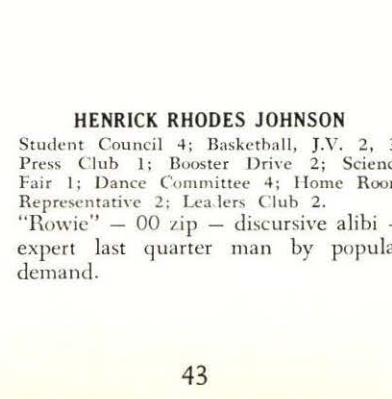 HENRICK RHODES JOHNSON
Student Council 4; Basketball, J.V. 2, 3
Press Club 1; Booster Drive 2; Scienc
Fair 1; Dance Committee 4; Home Roo
Representative 2; Leaders Club 2.
"Rowie" — 00 zip — discursive alibi -
expert last quarter man by popula
demand.
43